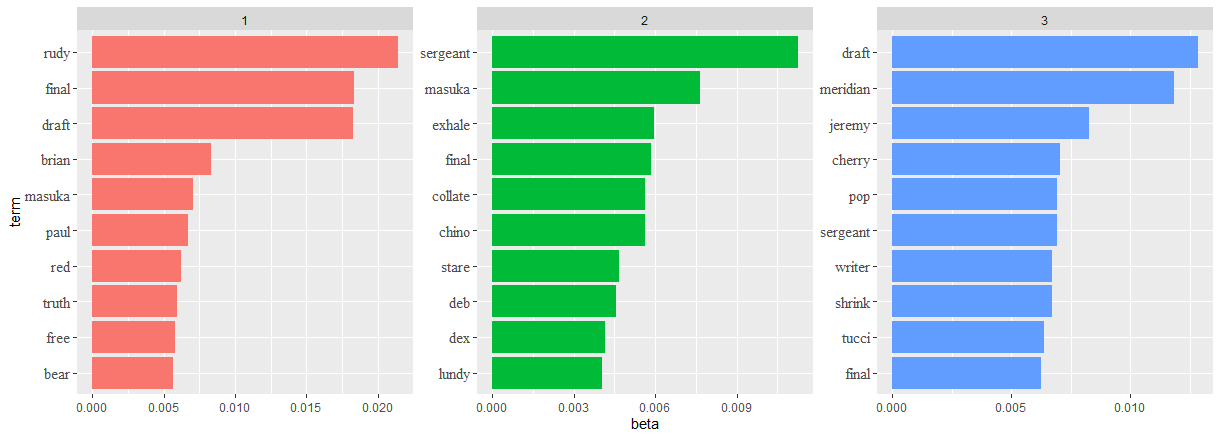 1
rudy
final
draft
brian
masuka
paul
red
truth
free
bear
0.000 0.005 0.010 0.015 0.020
2
sergeant
masuka
exhale
final
collate
chino
stare
deb
dex
lundy
0.000 0.003 0.006 0.009
3
draft
meridian
jeremy
cherry
pop
sergeant
writer
shrink
tucci
final
0.000 0.005 0.010
term
beta